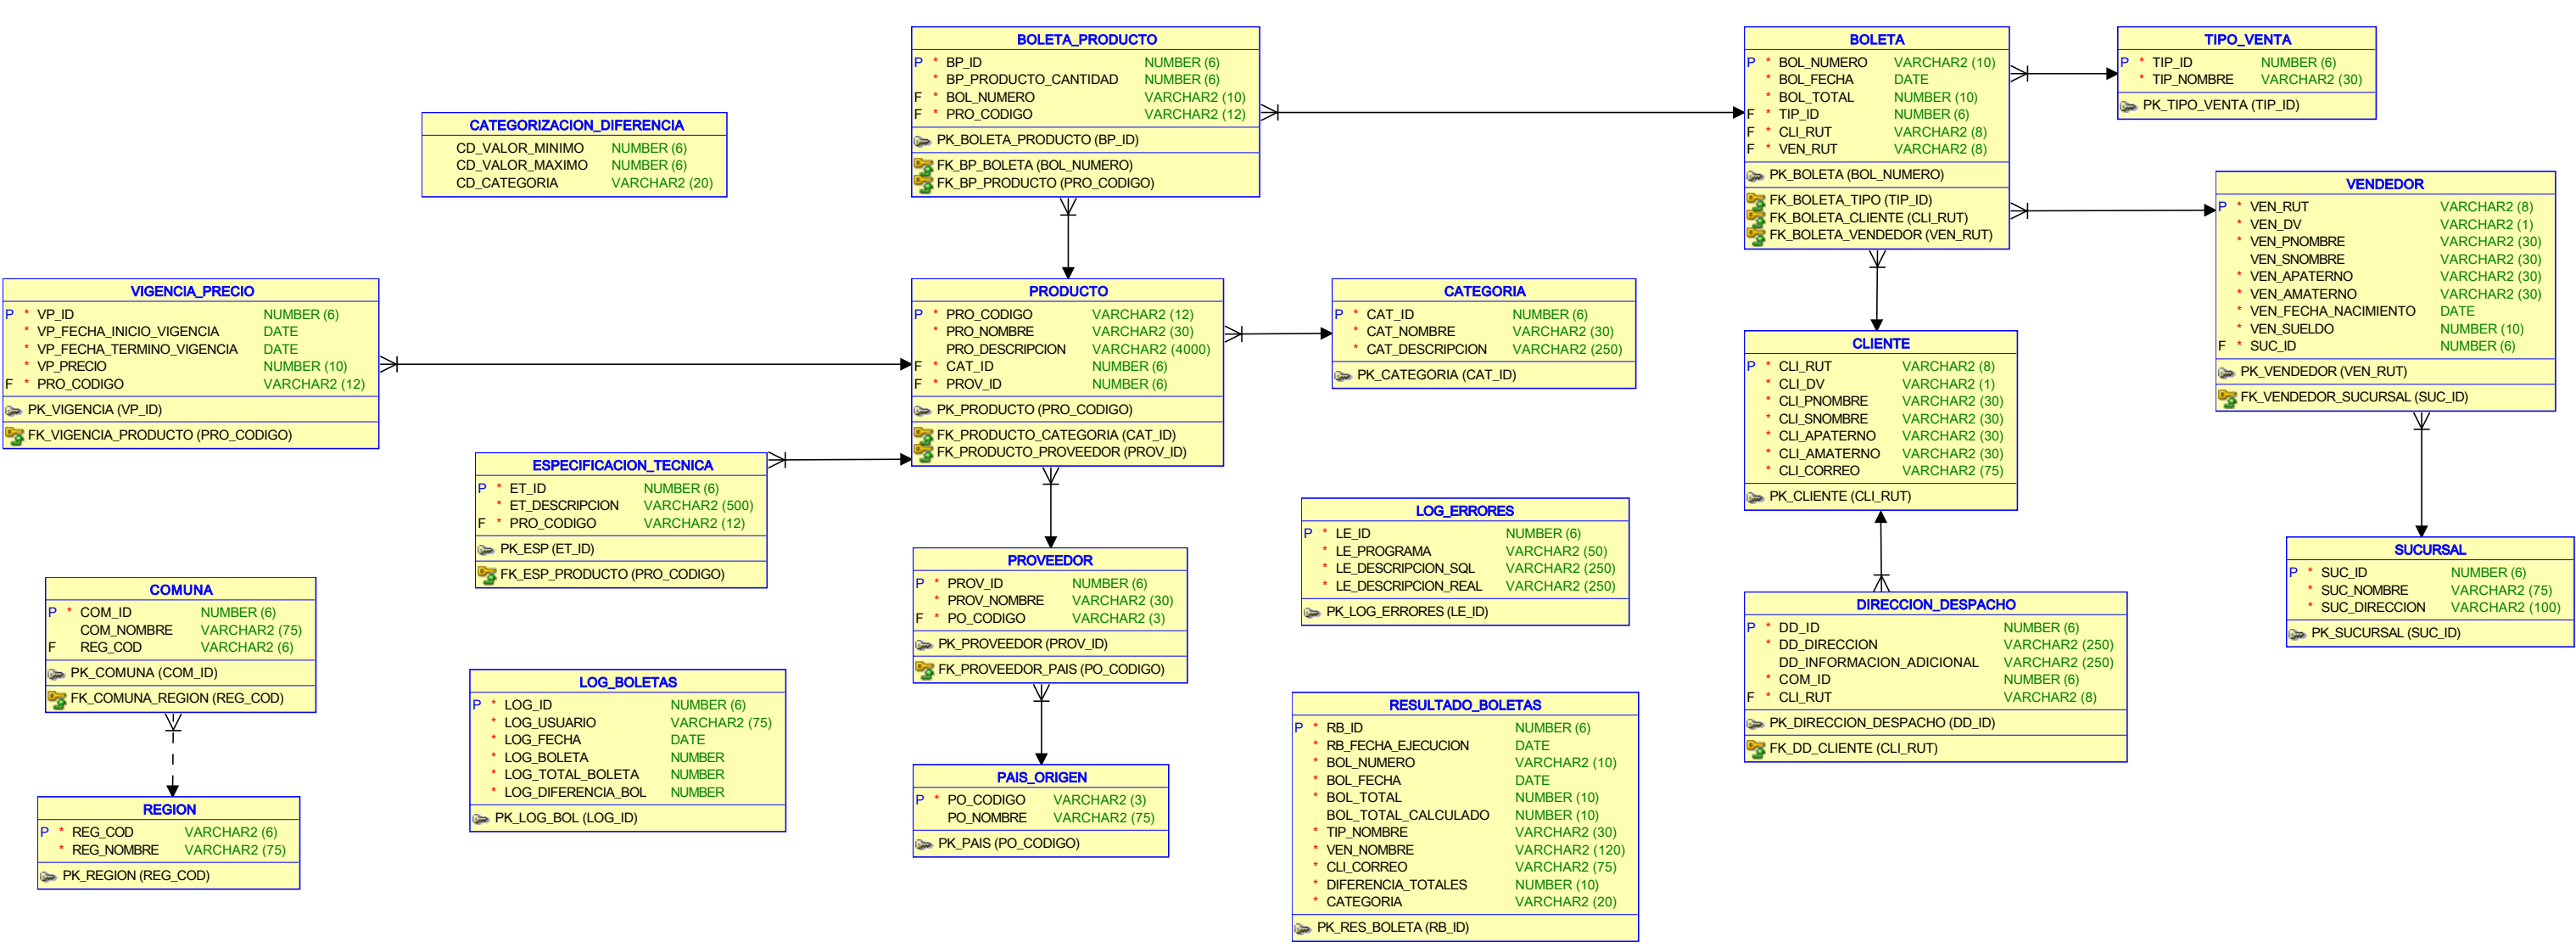 BOLETA_PRODUCTO
P * BP_ID NUMBER (6)
* BP_PRODUCTO_CANTIDAD NUMBER (6)
F * BOL_NUMERO VARCHAR2 (10)
F * PRO_CODIGO VARCHAR2 (12)
PK_BOLETA_PRODUCTO (BP_ID)
FK_BP_BOLETA (BOL_NUMERO)
FK_BP_PRODUCTO (PRO_CODIGO)
BOLETA
P * BOL_NUMERO VARCHAR2 (10)
* BOL_FECHA DATE
* BOL_TOTAL NUMBER (10)
F * TIP_ID NUMBER (6)
F * CLI_RUT VARCHAR2 (8)
F * VEN_RUT VARCHAR2 (8)
PK_BOLETA (BOL_NUMERO)
FK_BOLETA_TIPO (TIP_ID)
FK_BOLETA_CLIENTE (CLI_RUT)
FK_BOLETA_VENDEDOR (VEN_RUT)
TIPO_VENTA
P * TIP_ID NUMBER (6)
* TIP_NOMBRE VARCHAR2 (30)
PK_TIPO_VENTA (TIP_ID)
CATEGORIZACION_DIFERENCIA
CD_VALOR_MINIMO NUMBER (6)
CD_VALOR_MAXIMO NUMBER (6)
CD_CATEGORIA VARCHAR2 (20)
VENDEDOR
P * VEN_RUT VARCHAR2 (8)
* VEN_DV VARCHAR2 (1)
* VEN_PNOMBRE VARCHAR2 (30)
VEN_SNOMBRE VARCHAR2 (30)
* VEN_APATERNO VARCHAR2 (30)
* VEN_AMATERNO VARCHAR2 (30)
* VEN_FECHA_NACIMIENTO DATE
* VEN_SUELDO NUMBER (10)
F * SUC_ID NUMBER (6)
PK_VENDEDOR (VEN_RUT)
FK_VENDEDOR_SUCURSAL (SUC_ID)
VIGENCIA_PRECIO
P * VP_ID NUMBER (6)
* VP_FECHA_INICIO_VIGENCIA DATE
* VP_FECHA_TERMINO_VIGENCIA DATE
* VP_PRECIO NUMBER (10)
F * PRO_CODIGO VARCHAR2 (12)
PK_VIGENCIA (VP_ID)
FK_VIGENCIA_PRODUCTO (PRO_CODIGO)
PRODUCTO
P * PRO_CODIGO VARCHAR2 (12)
* PRO_NOMBRE VARCHAR2 (30)
PRO_DESCRIPCION VARCHAR2 (4000)
F * CAT_ID NUMBER (6)
F * PROV_ID NUMBER (6)
PK_PRODUCTO (PRO_CODIGO)
FK_PRODUCTO_CATEGORIA (CAT_ID)
FK_PRODUCTO_PROVEEDOR (PROV_ID)
CATEGORIA
P * CAT_ID NUMBER (6)
* CAT_NOMBRE VARCHAR2 (30)
* CAT_DESCRIPCION VARCHAR2 (250)
PK_CATEGORIA (CAT_ID)
CLIENTE
P * CLI_RUT VARCHAR2 (8)
* CLI_DV VARCHAR2 (1)
* CLI_PNOMBRE VARCHAR2 (30)
* CLI_SNOMBRE VARCHAR2 (30)
* CLI_APATERNO VARCHAR2 (30)
* CLI_AMATERNO VARCHAR2 (30)
* CLI_CORREO VARCHAR2 (75)
PK_CLIENTE (CLI_RUT)
ESPECIFICACION_TECNICA
P * ET_ID NUMBER (6)
* ET_DESCRIPCION VARCHAR2 (500)
F * PRO_CODIGO VARCHAR2 (12)
PK_ESP (ET_ID)
FK_ESP_PRODUCTO (PRO_CODIGO)
LOG_ERRORES
P * LE_ID NUMBER (6)
* LE_PROGRAMA VARCHAR2 (50)
* LE_DESCRIPCION_SQL VARCHAR2 (250)
* LE_DESCRIPCION_REAL VARCHAR2 (250)
PK_LOG_ERRORES (LE_ID)
SUCURSAL
P * SUC_ID NUMBER (6)
* SUC_NOMBRE VARCHAR2 (75)
* SUC_DIRECCION VARCHAR2 (100)
PK_SUCURSAL (SUC_ID)
PROVEEDOR
P * PROV_ID NUMBER (6)
* PROV_NOMBRE VARCHAR2 (30)
F * PO_CODIGO VARCHAR2 (3)
PK_PROVEEDOR (PROV_ID)
FK_PROVEEDOR_PAIS (PO_CODIGO)
COMUNA
P * COM_ID NUMBER (6)
COM_NOMBRE VARCHAR2 (75)
F REG_COD VARCHAR2 (6)
PK_COMUNA (COM_ID)
FK_COMUNA_REGION (REG_COD)
DIRECCION_DESPACHO
P * DD_ID NUMBER (6)
* DD_DIRECCION VARCHAR2 (250)
DD_INFORMACION_ADICIONAL VARCHAR2 (250)
* COM_ID NUMBER (6)
F * CLI_RUT VARCHAR2 (8)
PK_DIRECCION_DESPACHO (DD_ID)
FK_DD_CLIENTE (CLI_RUT)
LOG_BOLETAS
P * LOG_ID NUMBER (6)
* LOG_USUARIO VARCHAR2 (75)
* LOG_FECHA DATE
* LOG_BOLETA NUMBER
* LOG_TOTAL_BOLETA NUMBER
* LOG_DIFERENCIA_BOL NUMBER
PK_LOG_BOL (LOG_ID)
RESULTADO_BOLETAS
P * RB_ID NUMBER (6)
* RB_FECHA_EJECUCION DATE
* BOL_NUMERO VARCHAR2 (10)
* BOL_FECHA DATE
* BOL_TOTAL NUMBER (10)
BOL_TOTAL_CALCULADO NUMBER (10)
* TIP_NOMBRE VARCHAR2 (30)
* VEN_NOMBRE VARCHAR2 (120)
* CLI_CORREO VARCHAR2 (75)
* DIFERENCIA_TOTALES NUMBER (10)
* CATEGORIA VARCHAR2 (20)
PK_RES_BOLETA (RB_ID)
PAIS_ORIGEN
P * PO_CODIGO VARCHAR2 (3)
PO_NOMBRE VARCHAR2 (75)
PK_PAIS (PO_CODIGO)
REGION
P * REG_COD VARCHAR2 (6)
* REG_NOMBRE VARCHAR2 (75)
PK_REGION (REG_COD)